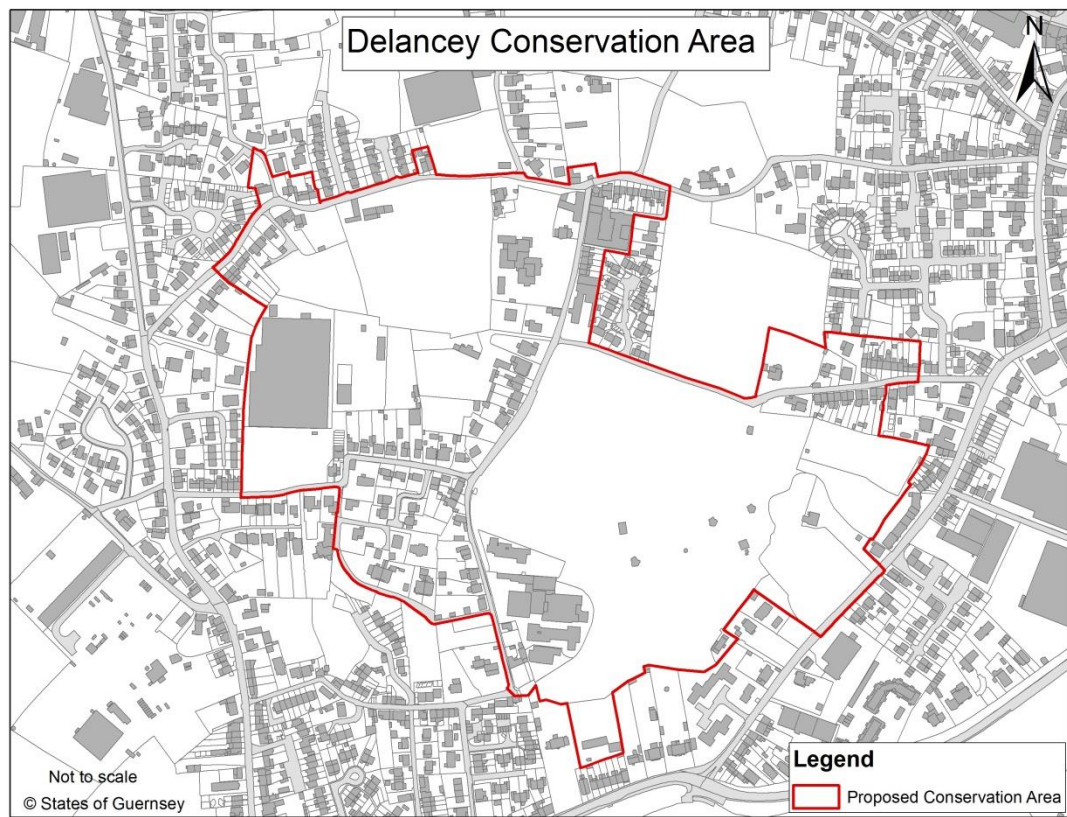 Delancey Conservation Area
N
Not to scale
© States of Guernsey
Legend
Proposed Conservation Area